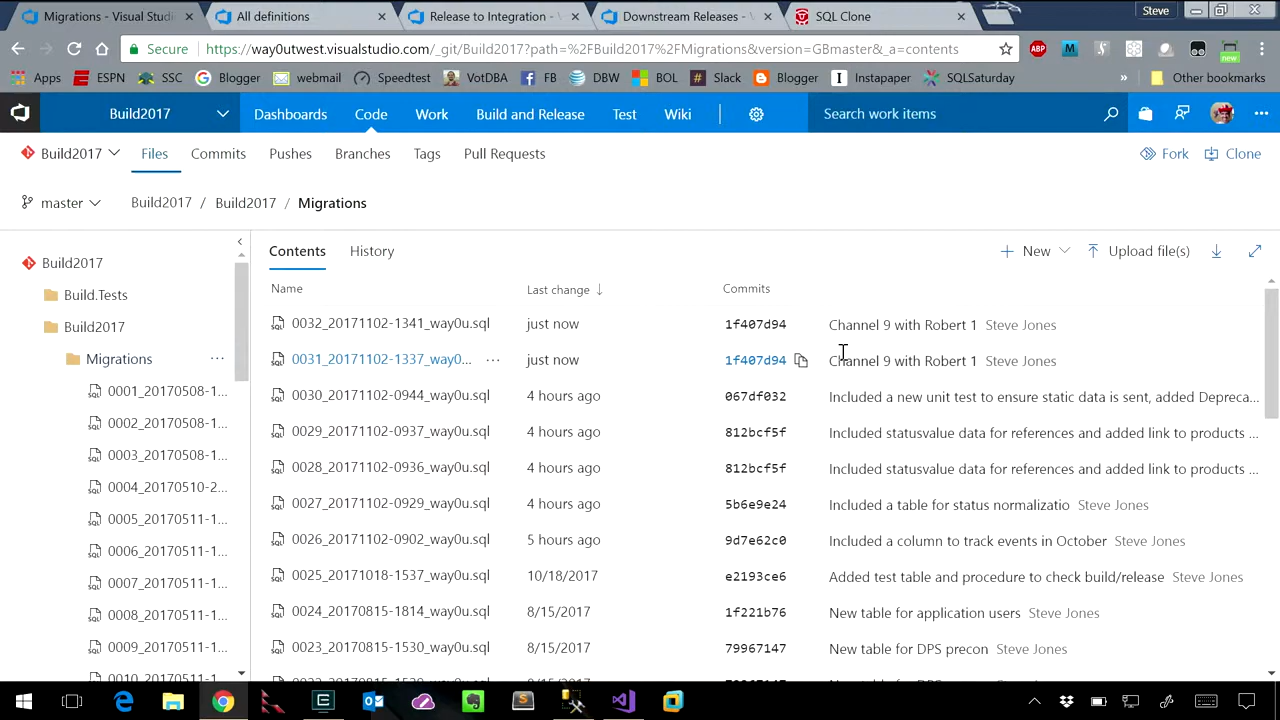 Migrations - Visual Studi
All definitions
Release to Integration -
Downstream Releases -
SQL Clone
Steve
Secure
https://way0utwest.visualstudio.com/_git/Build2017?path=%2FBuild2017%2FMigrations&version=GBmaster&_a=contents
ABP
M
new
Apps
ESPN
SSC
Blogger
webmail
Speedtest
VotDBA
FB
DBW
BOL
Slack
Blogger
Instapaper
SQLSaturday
»
Other bookmarks
Build2017
Dashboards
Code
Work
Build and Release
Test
Wiki
Search work items
Build2017
Files
Commits
Pushes
Branches
Tags
Pull Requests
Fork
Clone
master
Build2017 / Build2017 / Migrations
Build2017
Build.Tests
Build2017
Migrations ...
0001_20170508-1...
0002_20170508-1...
0003_20170508-1...
0004_20170510-2...
0005_20170511-1...
0006_20170511-1...
0007_20170511-1...
0008_20170511-1...
0009_20170511-1...
0010_20170511-1...
Contents
History
New
Upload file(s)
Name
Last change ↓
Commits
0032_20171102-1341_way0u.sql just now 1f407d94 Channel 9 with Robert 1 Steve Jones
0031_20171102-1337_way0... ... just now 1f407d94 Channel 9 with Robert 1 Steve Jones
0030_20171102-0944_way0u.sql 4 hours ago 067df032 Included a new unit test to ensure static data is sent, added Depreca...
0029_20171102-0937_way0u.sql 4 hours ago 812bcf5f Included statusvalue data for references and added link to products ...
0028_20171102-0936_way0u.sql 4 hours ago 812bcf5f Included statusvalue data for references and added link to products ...
0027_20171102-0929_way0u.sql 4 hours ago 5b6e9e24 Included a table for status normalizatio Steve Jones
0026_20171102-0902_way0u.sql 5 hours ago 9d7e62c0 Included a column to track events in October Steve Jones
0025_20171018-1537_way0u.sql 10/18/2017 e2193ce6 Added test table and procedure to check build/release Steve Jones
0024_20170815-1814_way0u.sql 8/15/2017 1f221b76 New table for application users Steve Jones
0023_20170815-1530_way0u.sql 8/15/2017 79967147 New table for DPS precon Steve Jones